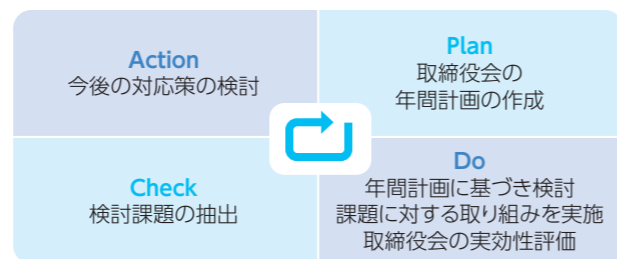 Action
今後の対応策の検討
Plan
取締役会の
年間計画の作成
Check
検討課題の抽出
Do
年間計画に基づき検討
課題に対する取り組みを実施
取締役会の実効性評価